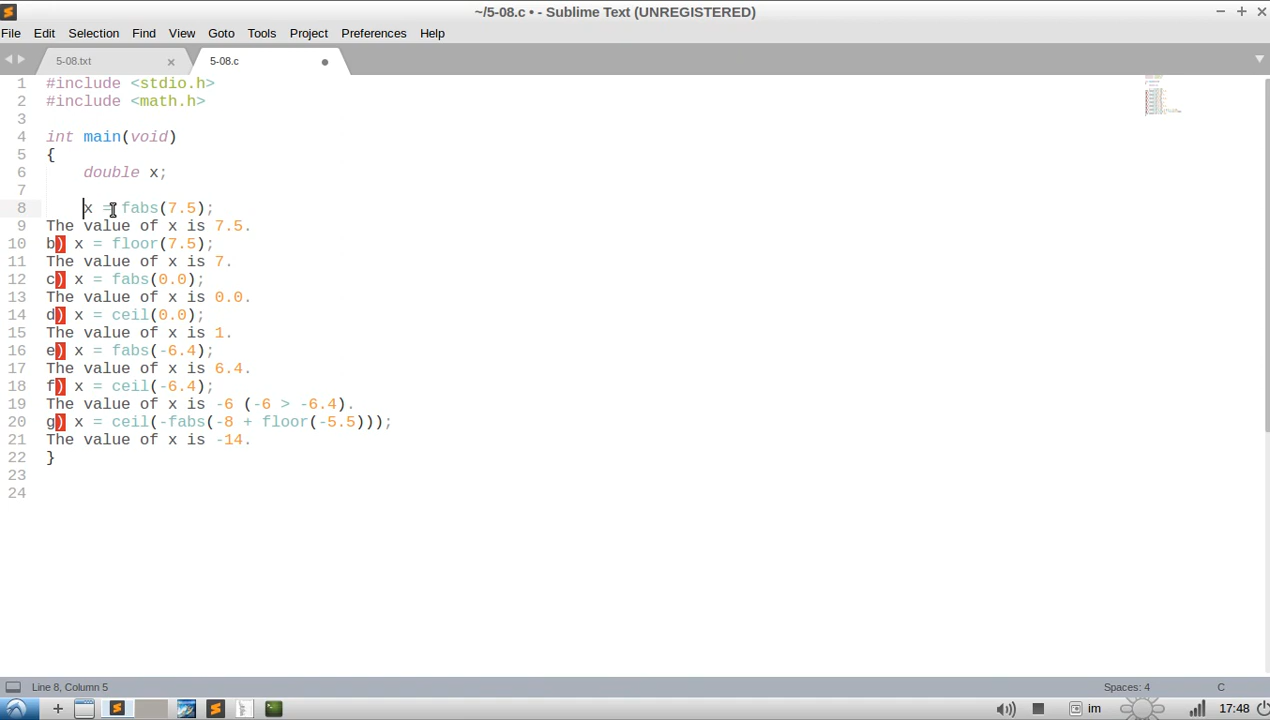 ~/5-08.c • - Sublime Text (UNREGISTERED)
File Edit Selection Find View Goto Tools Project Preferences Help
5-08.txt × 5-08.c
1 #include <stdio.h>
2 #include <math.h>
3
4 int main(void)
5 {
6     double x;
7
8     x = fabs(7.5);
9 The value of x is 7.5.
10 b) x = floor(7.5);
11 The value of x is 7.
12 c) x = fabs(0.0);
13 The value of x is 0.0.
14 d) x = ceil(0.0);
15 The value of x is 1.
16 e) x = fabs(-6.4);
17 The value of x is 6.4.
18 f) x = ceil(-6.4);
19 The value of x is -6 (-6 > -6.4).
20 g) x = ceil(-fabs(-8 + floor(-5.5)));
21 The value of x is -14.
22 }
23
24
Line 8, Column 5 Spaces: 4 C
im 17:48